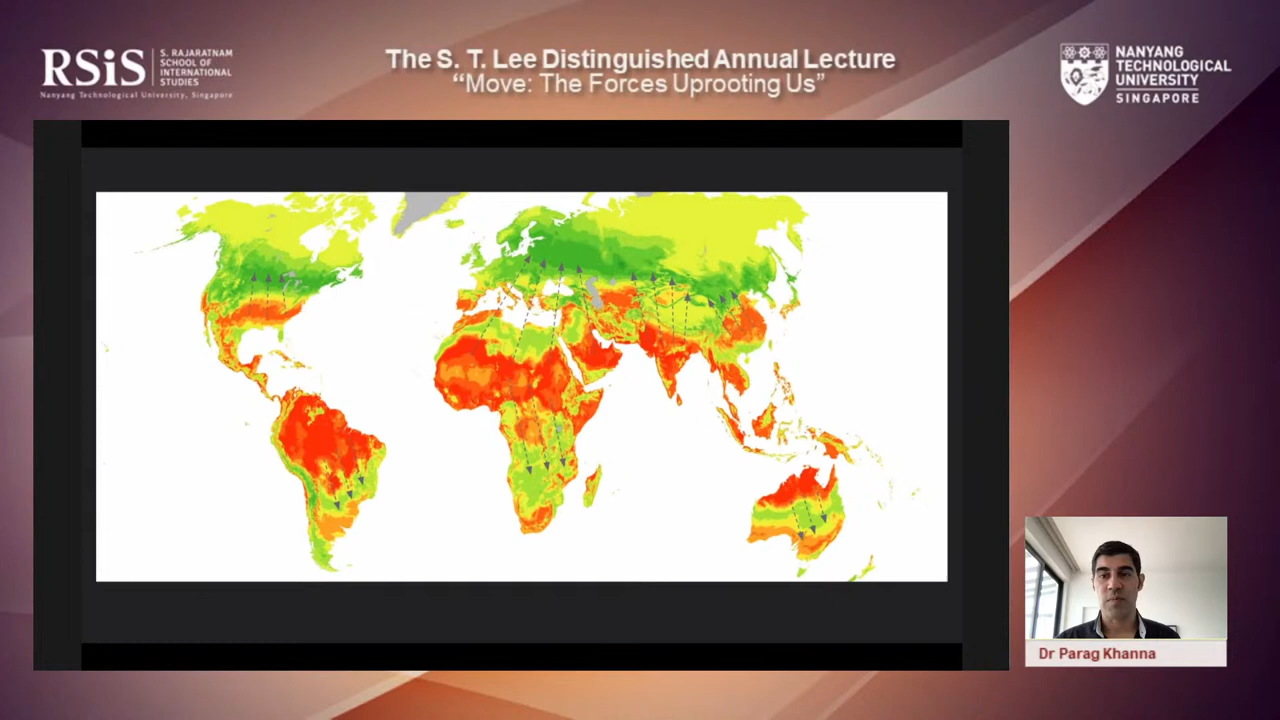 RSiS
S. RAJARATNAM
SCHOOL OF
INTERNATIONAL
STUDIES
Nanyang Technological University, Singapore
The S. T. Lee Distinguished Annual Lecture
“Move: The Forces Uprooting Us”
NANYANG
TECHNOLOGICAL
UNIVERSITY
SINGAPORE
Dr Parag Khanna